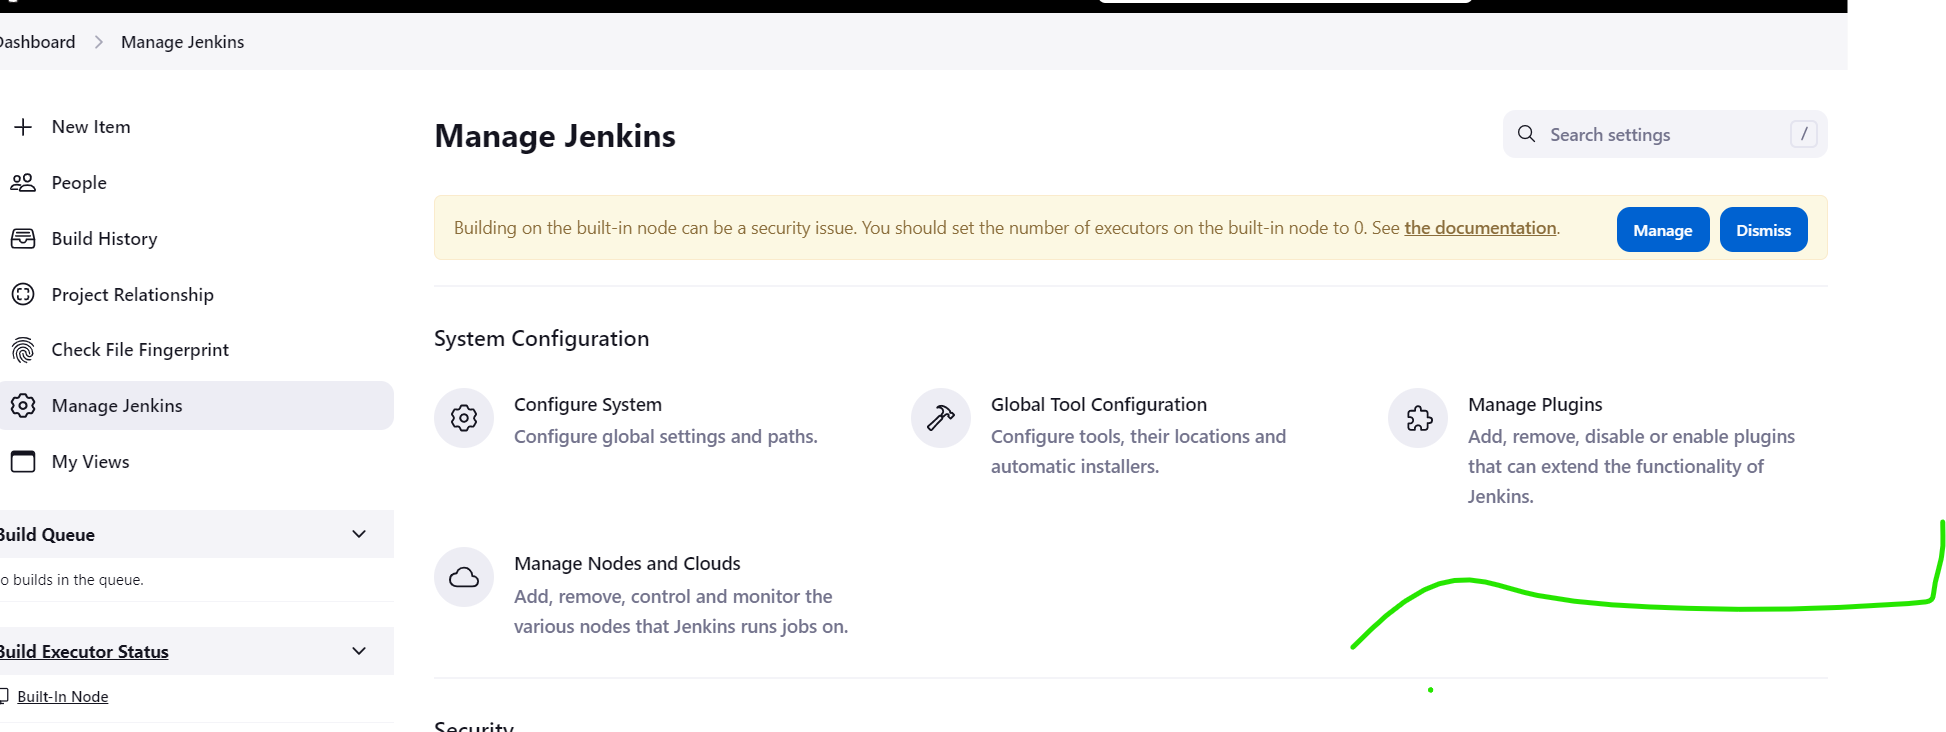 Dashboard
Manage Jenkins
New Item
People
Build History
Project Relationship
Check File Fingerprint
Manage Jenkins
My Views
Build Queue
o builds in the queue.
Build Executor Status
Built-In Node
Manage Jenkins
Search settings /
Building on the built-in node can be a security issue. You should set the number of executors on the built-in node to 0. See the documentation.
Manage
Dismiss
System Configuration
Configure System
Configure global settings and paths.
Global Tool Configuration
Configure tools, their locations and
automatic installers.
Manage Plugins
Add, remove, disable or enable plugins
that can extend the functionality of
Jenkins.
Manage Nodes and Clouds
Add, remove, control and monitor the
various nodes that Jenkins runs jobs on.
Security